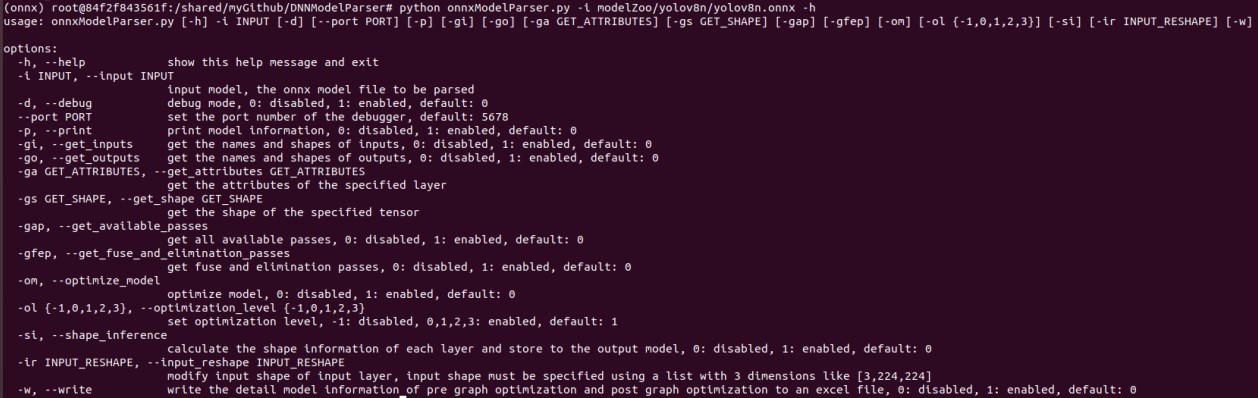 (onnx) root@84f2f843561f:/shared/myGithub/DNNModelParser# python onnxModelParser.py -i modelZoo/yolov8n/yolov8n.onnx -h
usage: onnxModelParser.py [-h] -i INPUT [-d] [--port PORT] [-p] [-gi] [-go] [-ga GET_ATTRIBUTES] [-gs GET_SHAPE] [-gap] [-gfep] [-om] [-ol {-1,0,1,2,3}] [-si] [-ir INPUT_RESHAPE] [-w]
options:
-h, --help show this help message and exit
-i INPUT, --input INPUT
input model, the onnx model file to be parsed
-d, --debug debug mode, 0: disabled, 1: enabled, default: 0
--port PORT set the port number of the debugger, default: 5678
-p, --print print model information, 0: disabled, 1: enabled, default: 0
-gi, --get_inputs get the names and shapes of inputs, 0: disabled, 1: enabled, default: 0
-go, --get_outputs get the names and shapes of outputs, 0: disabled, 1: enabled, default: 0
-ga GET_ATTRIBUTES, --get_attributes GET_ATTRIBUTES
get the attributes of the specified layer
-gs GET_SHAPE, --get_shape GET_SHAPE
get the shape of the specified tensor
-gap, --get_available_passes
get all available passes, 0: disabled, 1: enabled, default: 0
-gfep, --get_fuse_and_elimination_passes
get fuse and elimination passes, 0: disabled, 1: enabled, default: 0
-om, --optimize_model
optimize model, 0: disabled, 1: enabled, default: 0
-ol {-1,0,1,2,3}, --optimization_level {-1,0,1,2,3}
set optimization level, -1: disabled, 0,1,2,3: enabled, default: 1
-si, --shape_inference
calculate the shape information of each layer and store to the output model, 0: disabled, 1: enabled, default: 0
-ir INPUT_RESHAPE, --input_reshape INPUT_RESHAPE
modify input shape of input layer, input shape must be specified using a list with 3 dimensions like [3,224,224]
-w, --write write the detail model information of pre graph optimization and post graph optimization to an excel file, 0: disabled, 1: enabled, default: 0